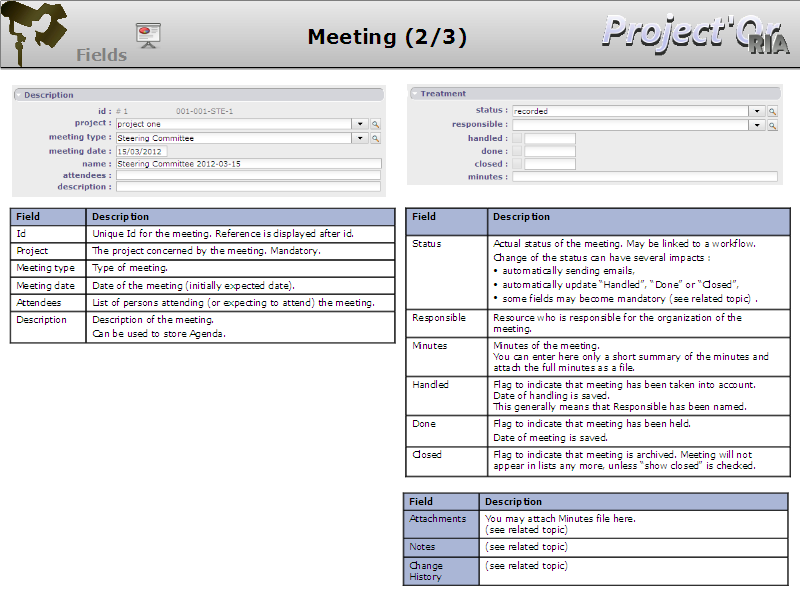 Meeting (2/3)
Fields
Project'Or
RIA
Description
id : # 1 001-001-STE-1
project : project one
meeting type : Steering Committee
meeting date : 15/03/2012
name : Steering Committee 2012-03-15
attendees :
description :
Field Description
Id Unique Id for the meeting. Reference is displayed after id.
Project The project concerned by the meeting. Mandatory.
Meeting type Type of meeting.
Meeting date Date of the meeting (initially expected date).
Attendees List of persons attending (or expecting to attend) the meeting.
Description Description of the meeting.
Can be used to store Agenda.
Treatment
status : recorded
responsible :
handled :
done :
closed :
minutes :
Field Description
Status Actual status of the meeting. May be linked to a workflow.
Change of the status can have several impacts :
• automatically sending emails,
• automatically update “Handled”, “Done” or “Closed”,
• some fields may become mandatory (see related topic) .
Responsible Resource who is responsible for the organization of the
meeting.
Minutes Minutes of the meeting.
You can enter here only a short summary of the minutes and
attach the full minutes as a file.
Handled Flag to indicate that meeting has been taken into account.
Date of handling is saved.
This generally means that Responsible has been named.
Done Flag to indicate that meeting has been held.
Date of meeting is saved.
Closed Flag to indicate that meeting is archived. Meeting will not
appear in lists any more, unless “show closed” is checked.
Field Description
Attachments You may attach Minutes file here.
(see related topic)
Notes (see related topic)
Change (see related topic)
History